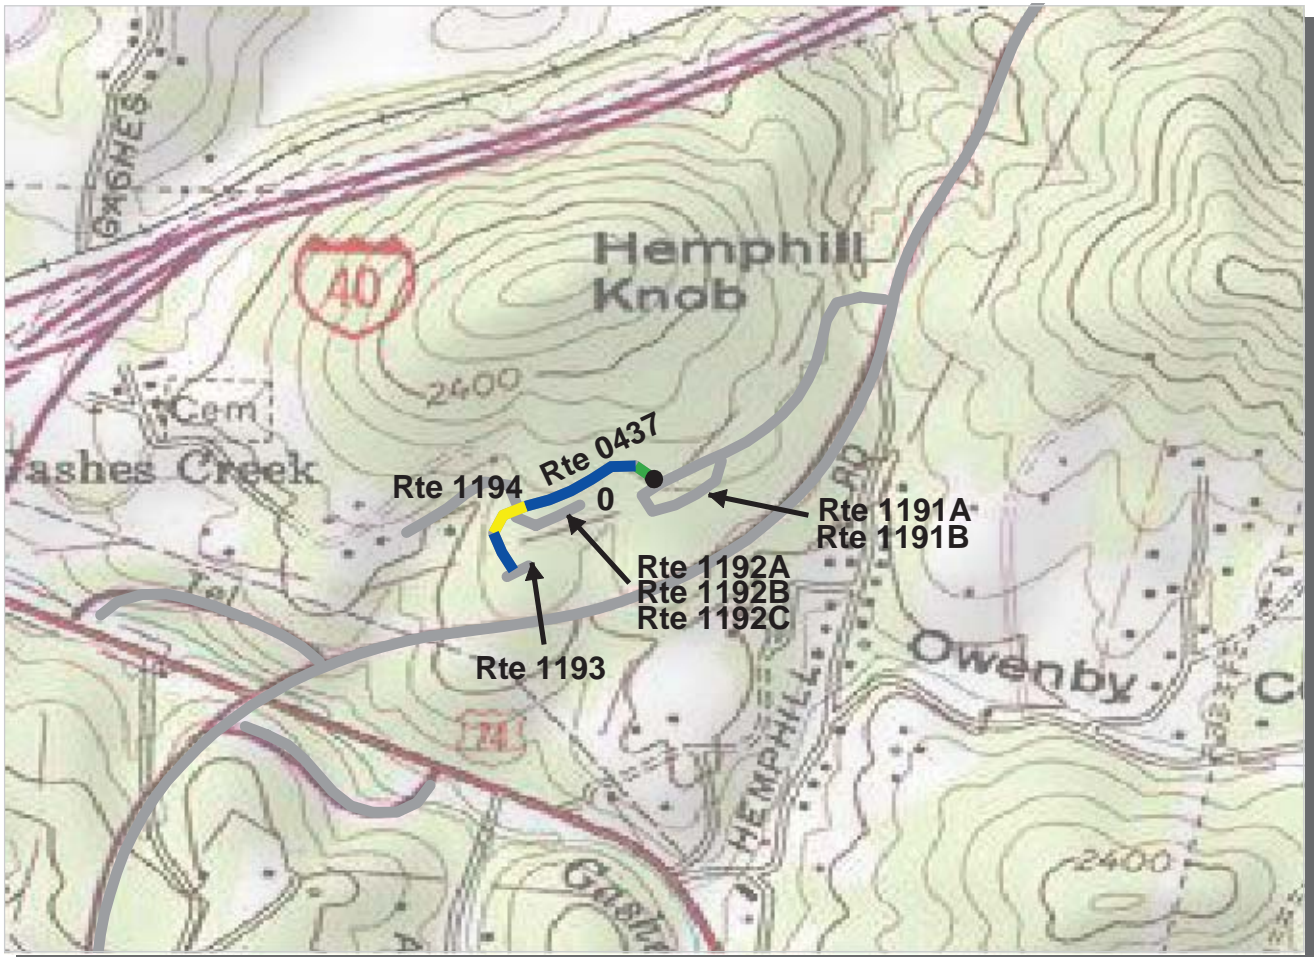 GASHES
Hemphill
Knob
40
2400
Cem
Rte 0437
Rte 1194
0
RD
Rte 1191A
Rte 1191B
Rte 1192A
Rte 1192B
Rte 1192C
Rte 1193
Owenby
74
HEMPHILL
2400
Creek